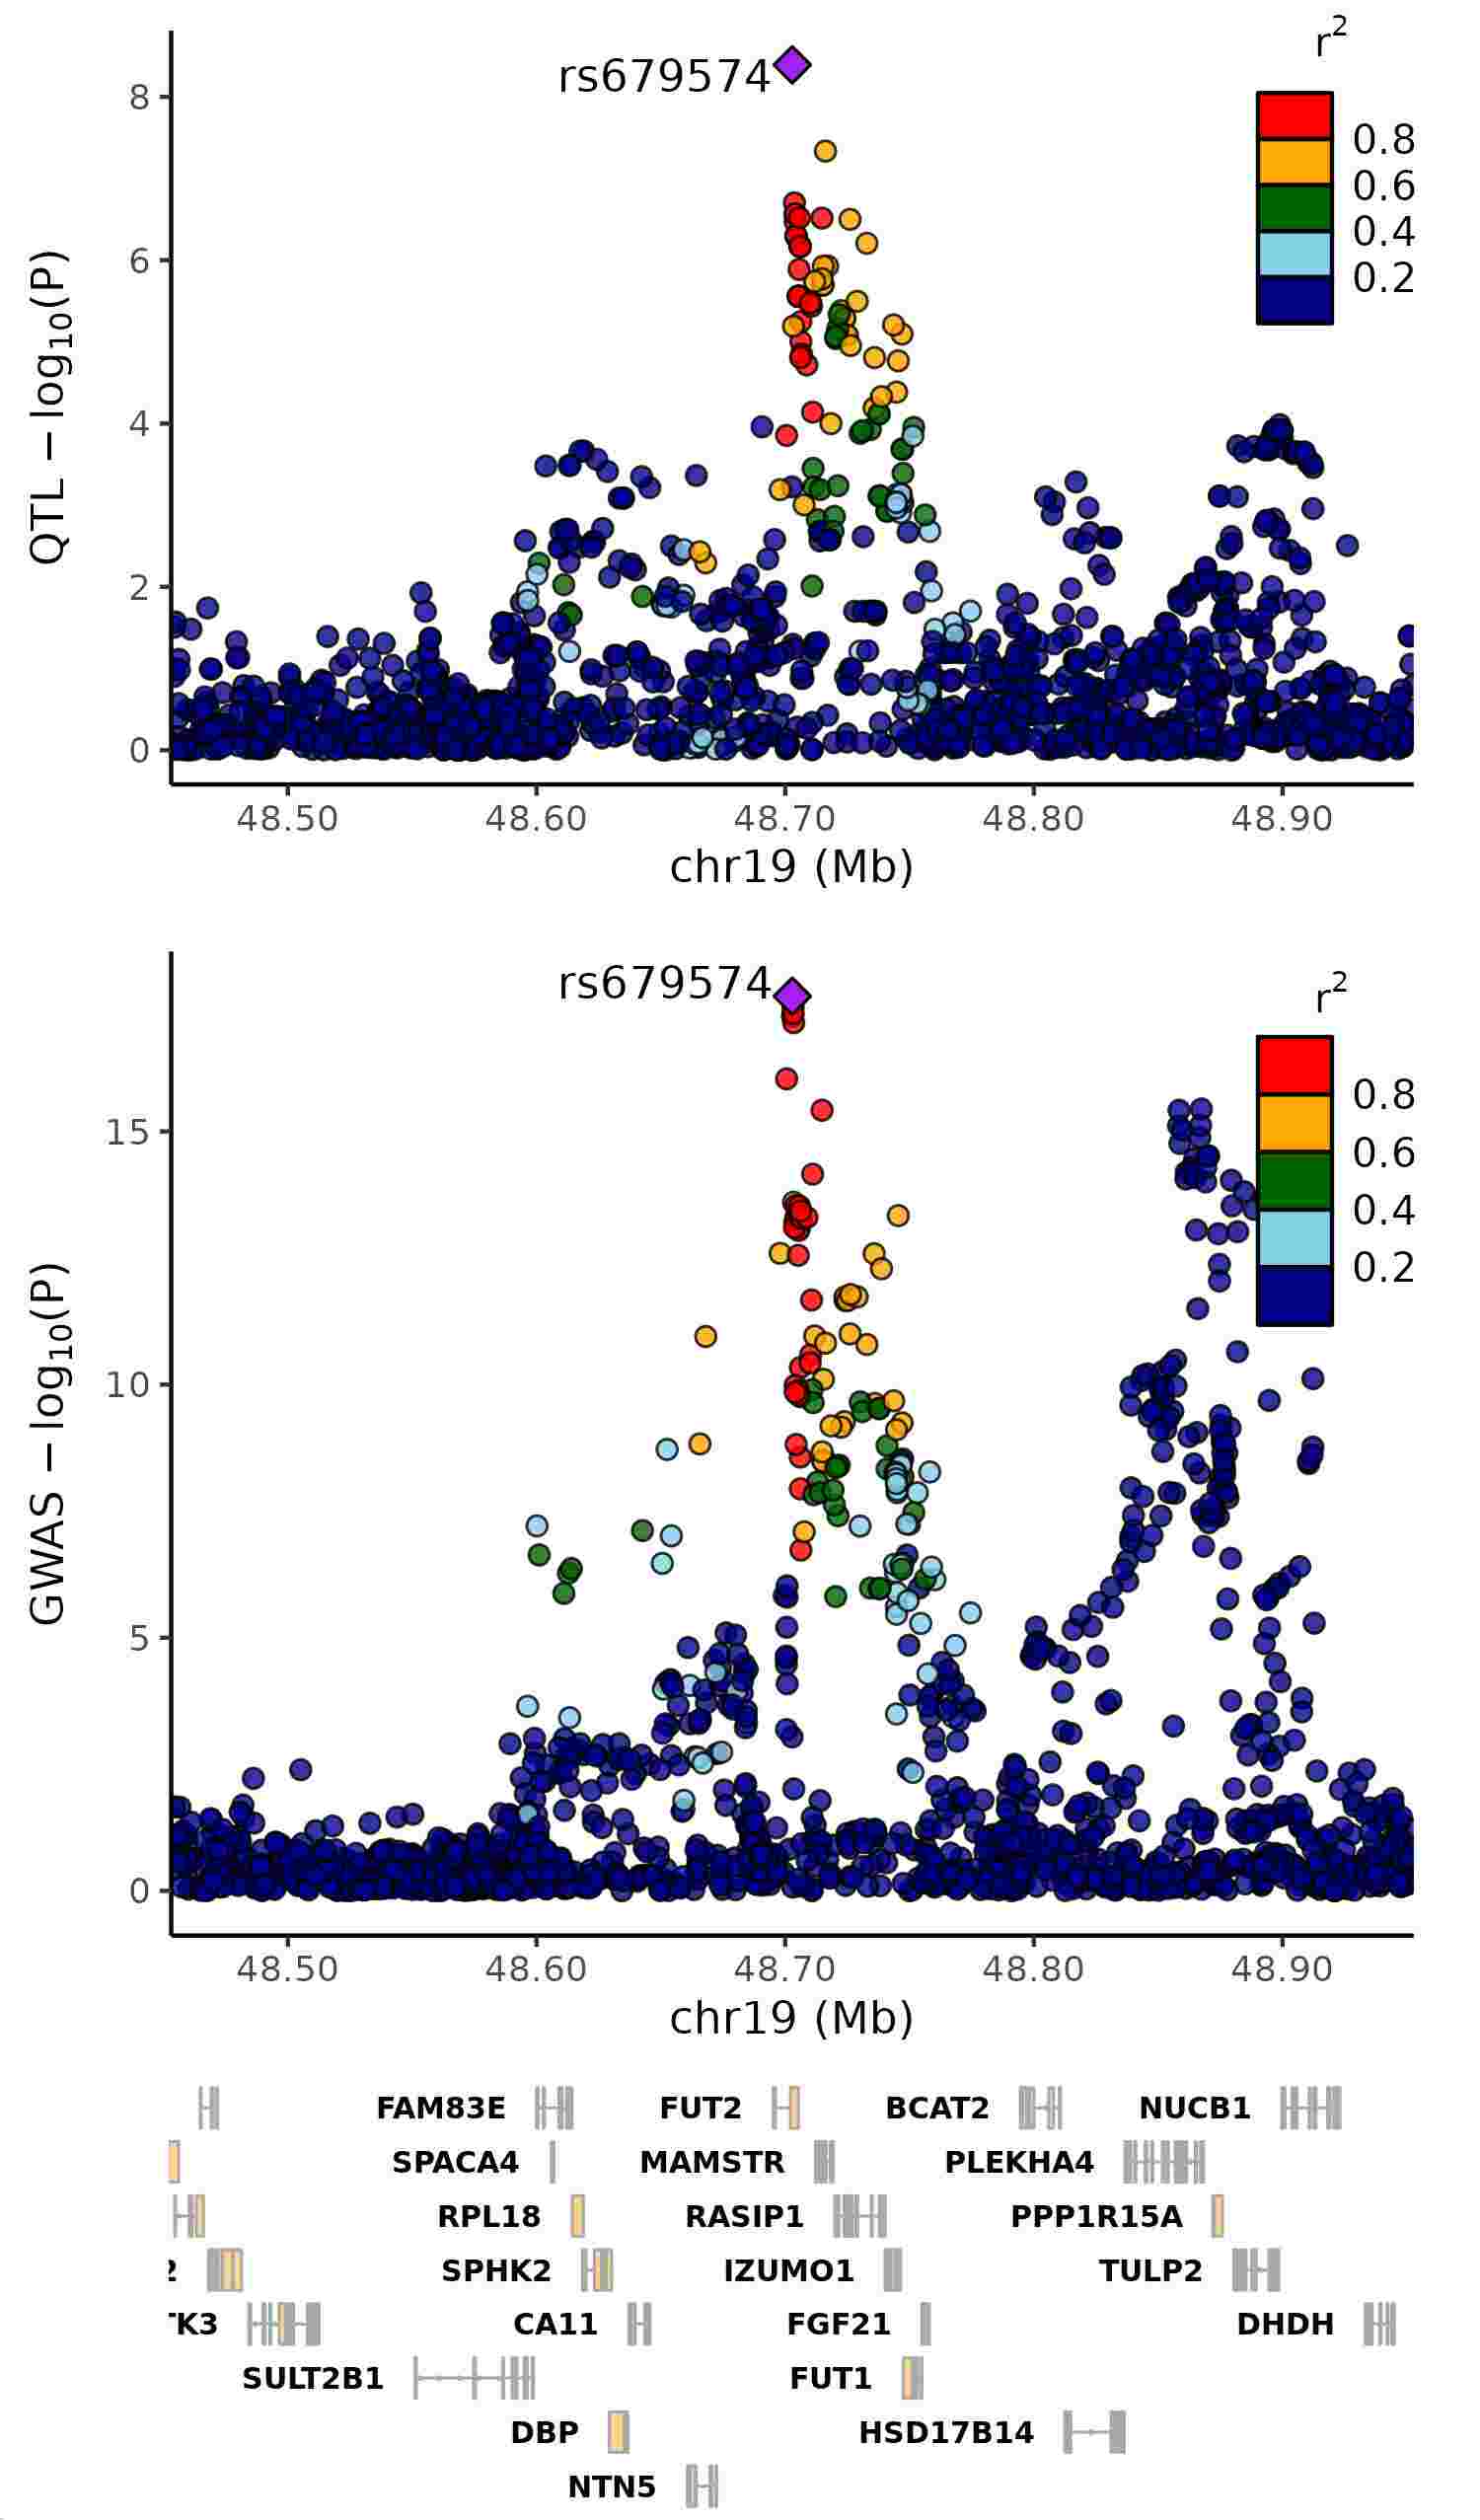 r2
rs679574
8
6
4
2
0
0.8
0.6
0.4
0.2
QTL − log10(P)
48.50 48.60 48.70 48.80 48.90
chr19 (Mb)
r2
rs679574
15
10
5
0
0.8
0.6
0.4
0.2
GWAS − log10(P)
48.50 48.60 48.70 48.80 48.90
chr19 (Mb)
FAM83E FUT2 BCAT2 NUCB1
SPACA4 MAMSTR PLEKHA4
RPL18 RASIP1 PPP1R15A
2 SPHK2 IZUMO1 TULP2
TK3 CA11 FGF21 DHDH
SULT2B1 FUT1
DBP HSD17B14
NTN5